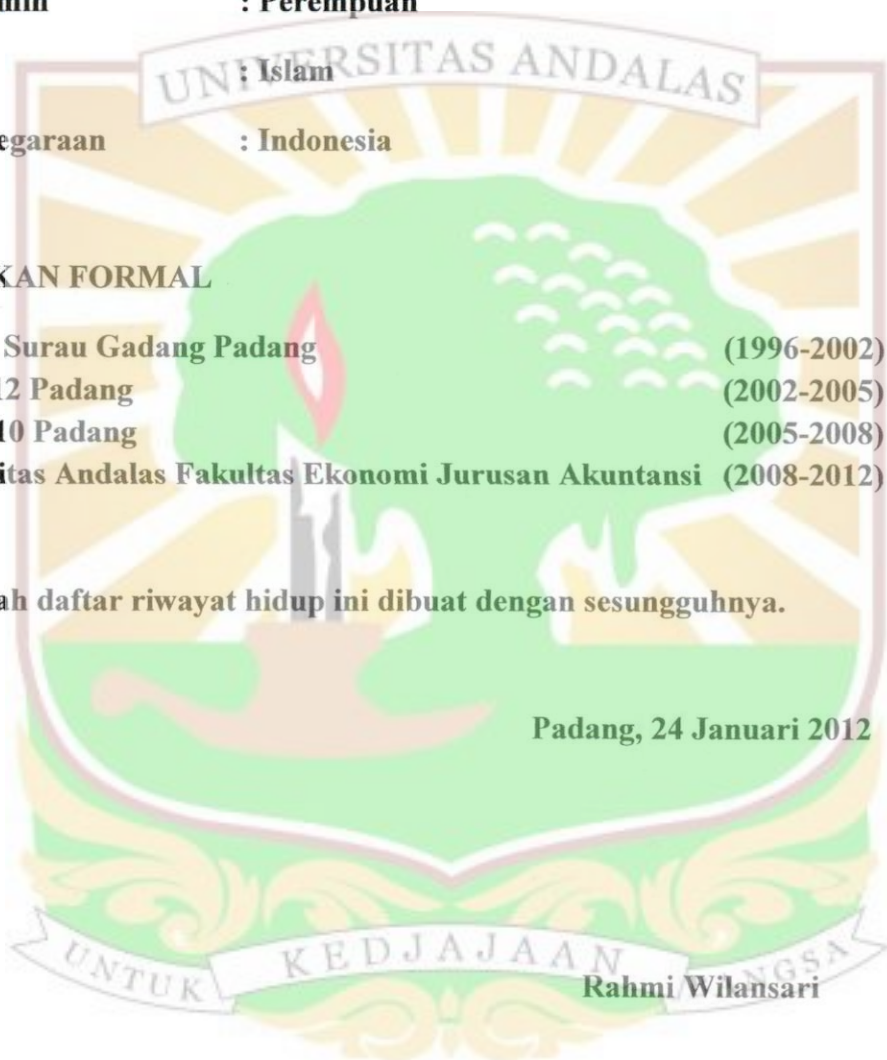 min : Perempuan
UNIVERSITAS ANDALAS
: Islam
egaraan : Indonesia
KAN FORMAL
Surau Gadang Padang (1996-2002)
12 Padang (2002-2005)
10 Padang (2005-2008)
itas Andalas Fakultas Ekonomi Jurusan Akuntansi (2008-2012)
ah daftar riwayat hidup ini dibuat dengan sesungguhnya.
Padang, 24 Januari 2012
UNTUK KEDJAJAAN BANGSA
Rahmi Wilansari